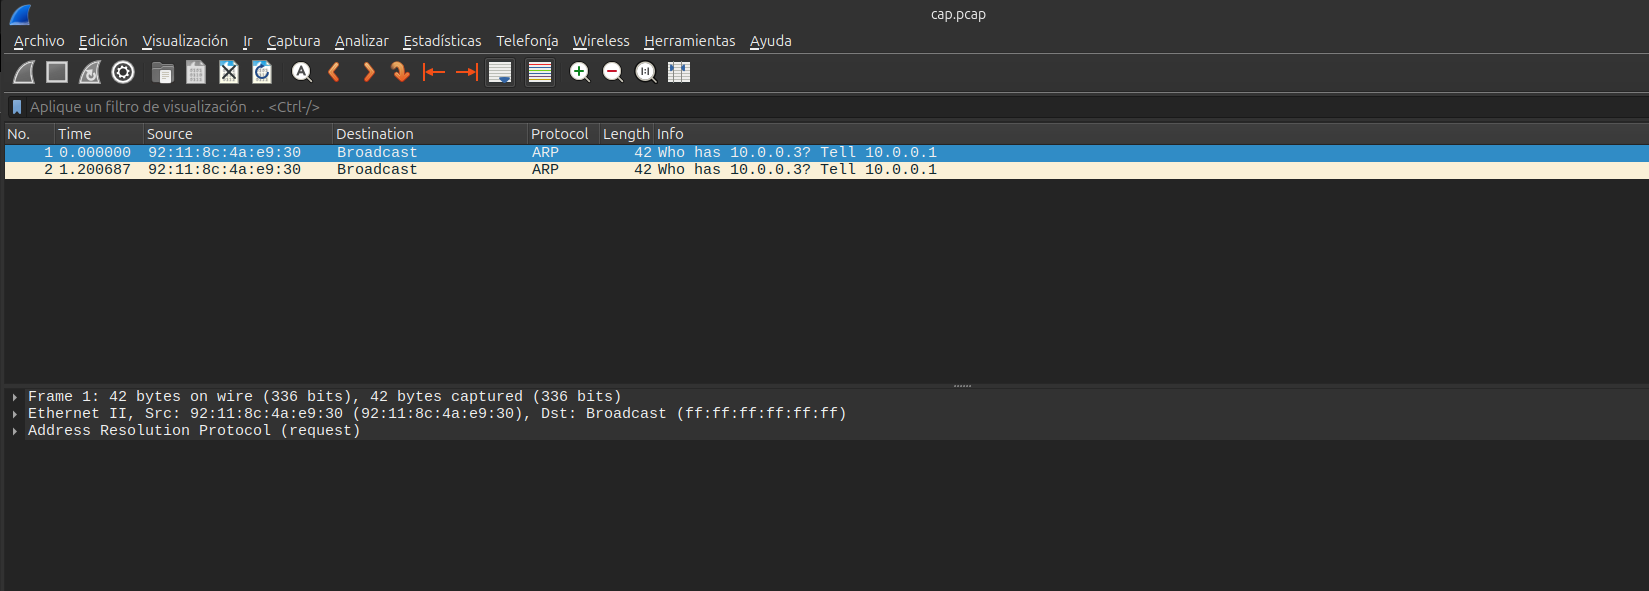 cap.pcap
Archivo Edición Visualización Ir Captura Analizar Estadísticas Telefonía Wireless Herramientas Ayuda
Aplique un filtro de visualización … <Ctrl-/>
No. Time Source Destination Protocol Length Info
1 0.000000 92:11:8c:4a:e9:30 Broadcast ARP 42 Who has 10.0.0.3? Tell 10.0.0.1
2 1.200687 92:11:8c:4a:e9:30 Broadcast ARP 42 Who has 10.0.0.3? Tell 10.0.0.1
Frame 1: 42 bytes on wire (336 bits), 42 bytes captured (336 bits)
Ethernet II, Src: 92:11:8c:4a:e9:30 (92:11:8c:4a:e9:30), Dst: Broadcast (ff:ff:ff:ff:ff:ff)
Address Resolution Protocol (request)